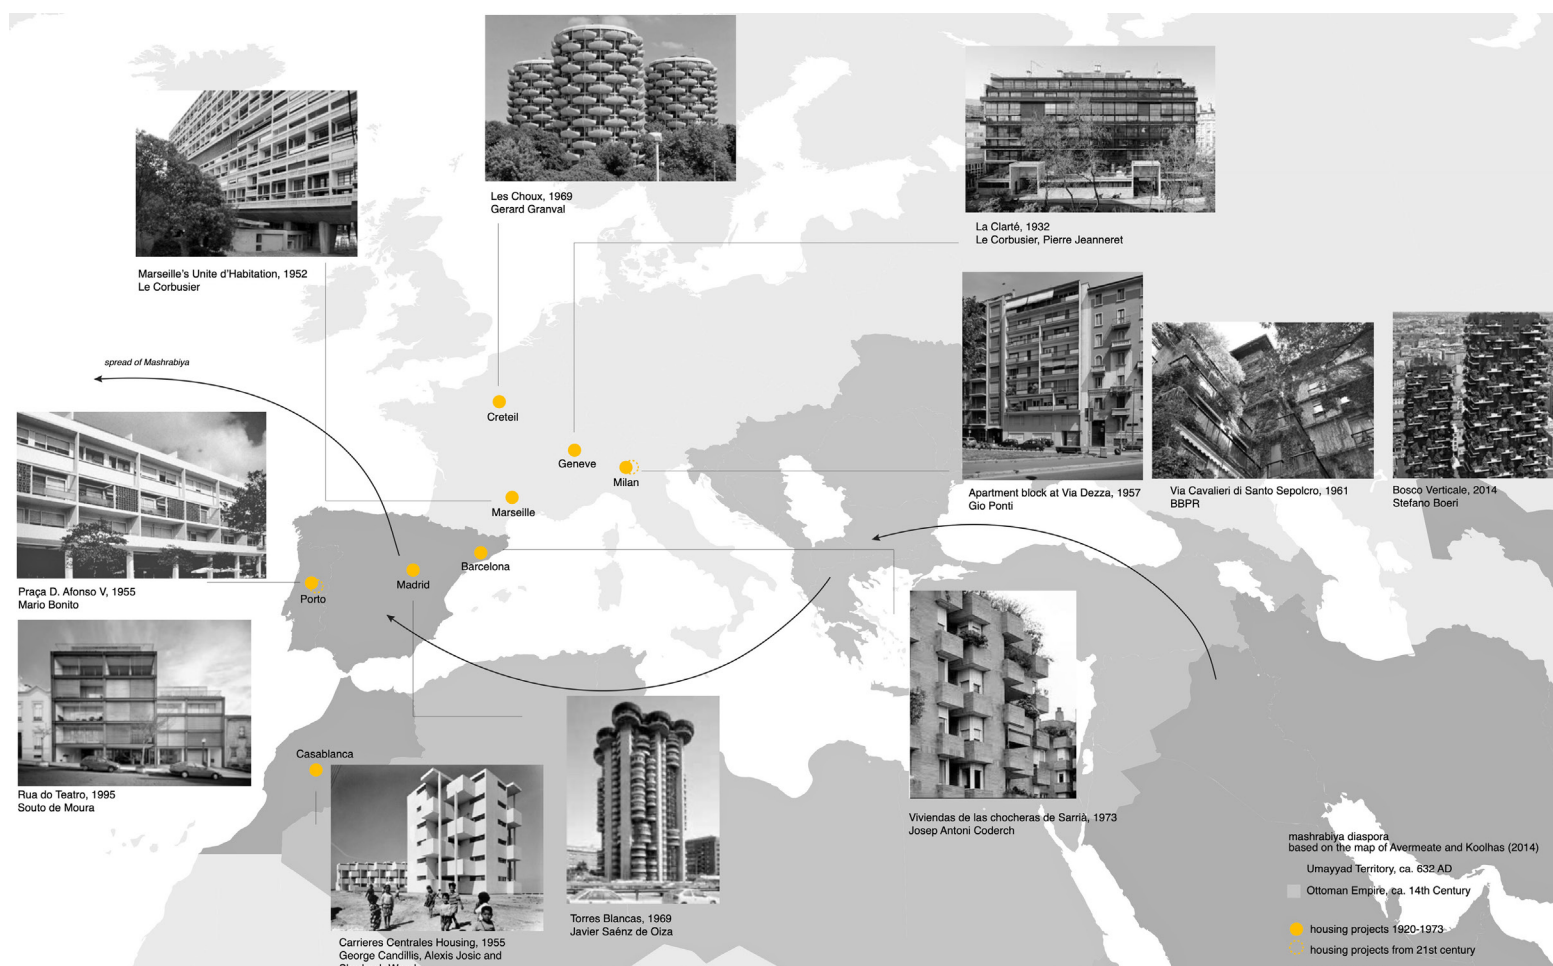 Les Choux, 1969
Gerard Granval
La Clarté, 1932
Le Corbusier, Pierre Jeanneret
Marseille's Unite d'Habitation, 1952
Le Corbusier
spread of Mashrabiya
Creteil
Geneve
Milan
Marseille
Barcelona
Madrid
Porto
Casablanca
Apartment block at Via Dezza, 1957
Gio Ponti
Via Cavalieri di Santo Sepolcro, 1961
BBPR
Bosco Verticale, 2014
Stefano Boeri
Praça D. Afonso V, 1955
Mario Bonito
Rua do Teatro, 1995
Souto de Moura
Viviendas de las chocheras de Sarrià, 1973
Josep Antoni Coderch
Torres Blancas, 1969
Javier Saénz de Oiza
Carrieres Centrales Housing, 1955
George Candillis, Alexis Josic and
mashrabiya diaspora
based on the map of Avermeate and Koolhas (2014)
Umayyad Territory, ca. 632 AD
Ottoman Empire, ca. 14th Century
housing projects 1920-1973
housing projects from 21st century